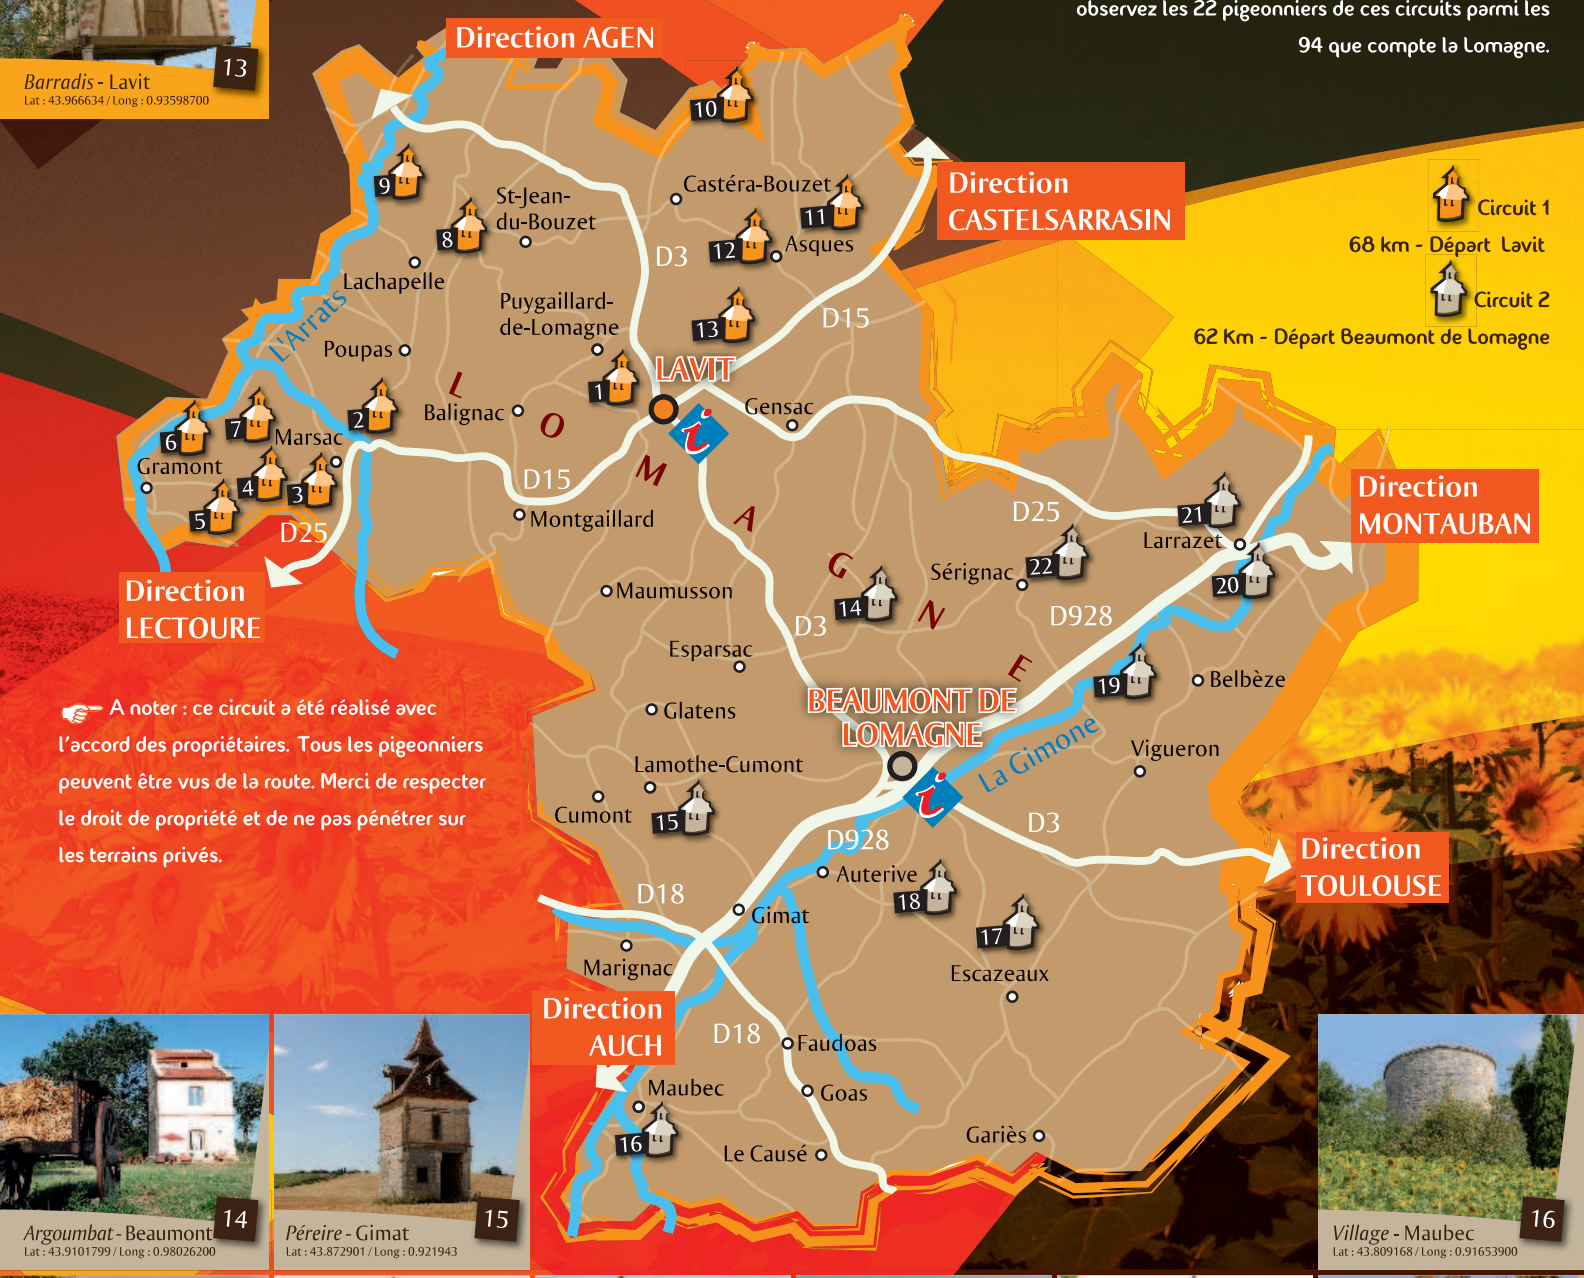 observez les 22 pigeonniers de ces circuits parmi les
94 que compte la Lomagne.
Barradis - Lavit
Lat : 43.966634 / Long : 0.93598700
13
Direction AGEN
10
9
Castéra-Bouzet
Direction
CASTELSARRASIN
Circuit 1
68 km - Départ Lavit
Circuit 2
62 Km - Départ Beaumont de Lomagne
St-Jean-
du-Bouzet
8
11
12
Asques
D3
Lachapelle
L'Arrats
Puygaillard-
de-Lomagne
13
D15
Poupas
LAVIT
1
L O M A G N E
Balignac
Gensac
2
7
6
Marsac
Gramont
4
3
5
D15
D25
Montgaillard
D25
21
Larrazet
Direction
MONTAUBAN
Direction
LECTOURE
Maumusson
Sérignac
22
20
14
D3
D928
Esparsac
19
Belbèze
BEAUMONT DE
LOMAGNE
Glatens
La Gimone
Vigueron
A noter : ce circuit a été réalisé avec
l'accord des propriétaires. Tous les pigeonniers
peuvent être vus de la route. Merci de respecter
le droit de propriété et de ne pas pénétrer sur
les terrains privés.
Lamothe-Cumont
Cumont
15
D928
D3
Direction
TOULOUSE
Auterive
18
D18
Gimat
17
Marignac
Escazeaux
Direction
AUCH
D18
Faudoas
Maubec
Goas
16
Le Causé
Gariès
Argoumbat - Beaumont
Lat : 43.9101799 / Long : 0.98026200
14
Péreire - Gimat
Lat : 43.872901 / Long : 0.921943
15
Village - Maubec
Lat : 43.809168 / Long : 0.91653900
16